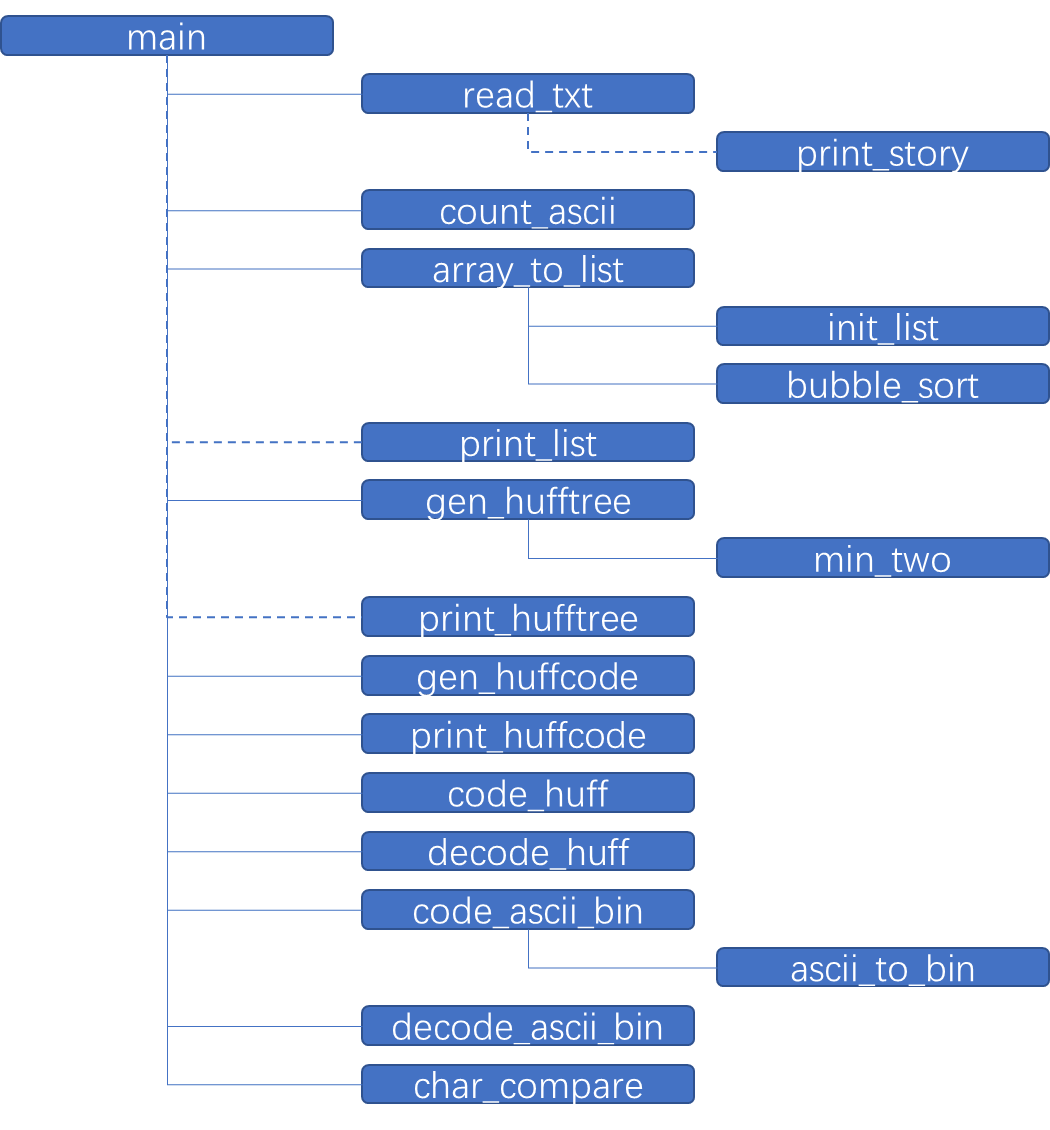 main
read_txt
print_story
count_ascii
array_to_list
init_list
bubble_sort
print_list
gen_hufftree
min_two
print_hufftree
gen_huffcode
print_huffcode
code_huff
decode_huff
code_ascii_bin
ascii_to_bin
decode_ascii_bin
char_compare